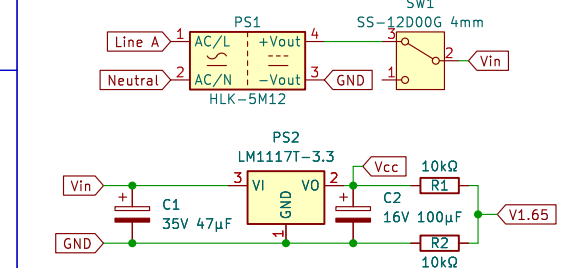 SW1
PS1
SS-12D00G 4mm
Line A 1 AC/L +Vout 4 3 2 Vin
Neutral 2 AC/N −Vout 3 GND 1
HLK-5M12
PS2
LM1117T-3.3
Vcc 10kΩ
Vin 3 VI VO 2 R1
+ C1 GND + C2
35V 47µF 16V 100µF V1.65
GND 1 R2
10kΩ